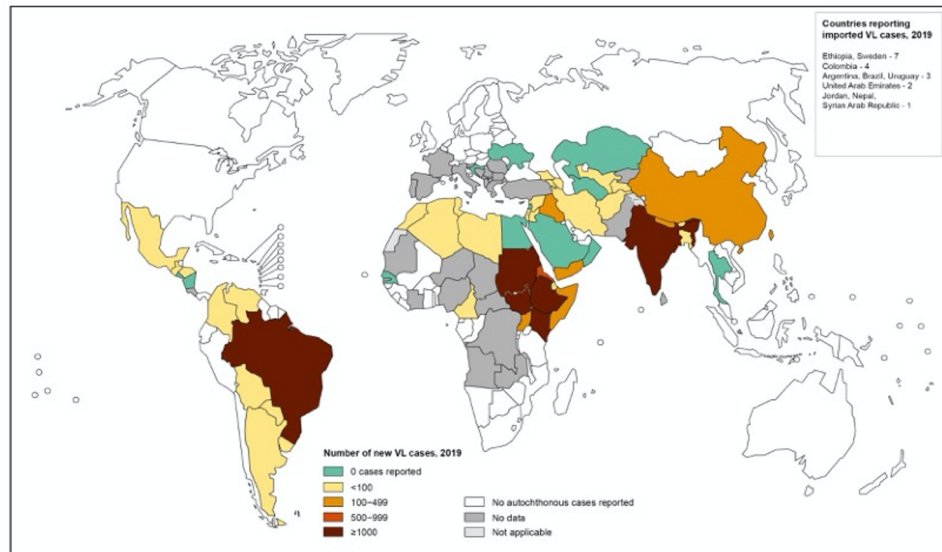 Countries reporting
imported VL cases, 2019
Ethiopia, Sweden - 7
Colombia - 4
Argentina, Brazil, Uruguay - 3
United Arab Emirates - 2
Jordan, Nepal,
Syrian Arab Republic - 1
Number of new VL cases, 2019
0 cases reported
<100
100–499
500–999
≥1000
No autochthonous cases reported
No data
Not applicable